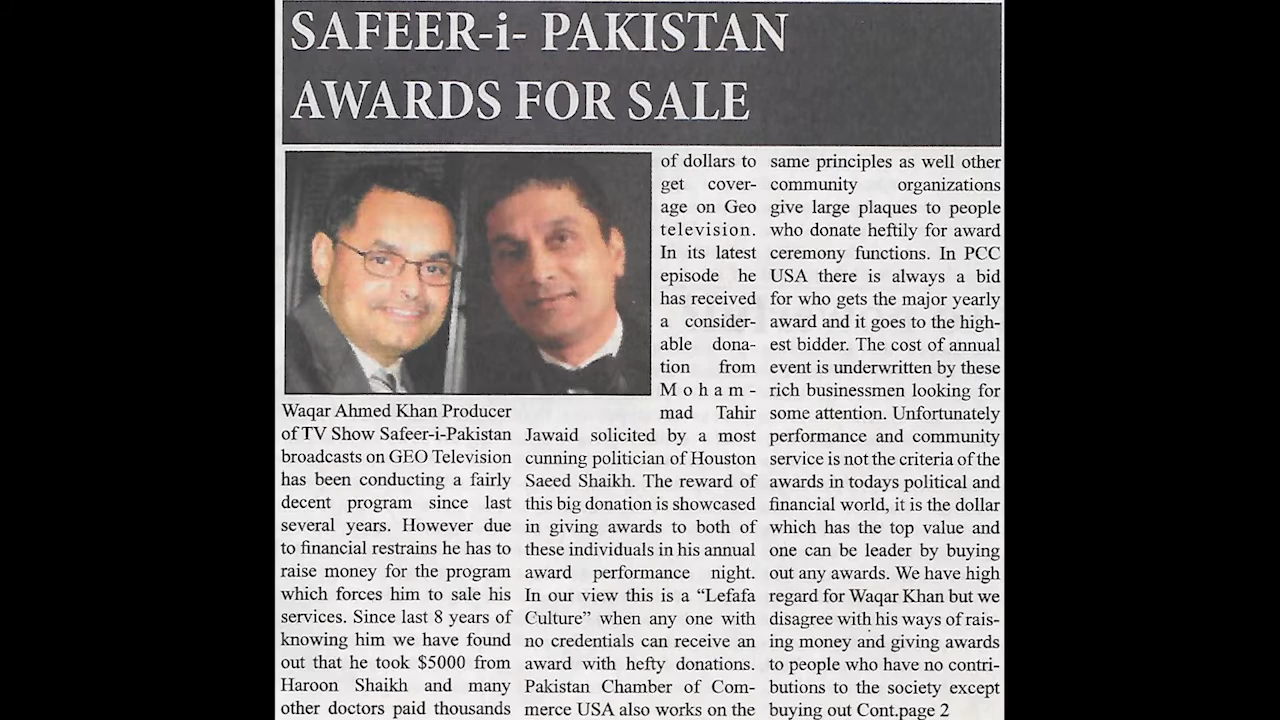 SAFEER-i- PAKISTAN
AWARDS FOR SALE
Waqar Ahmed Khan Producer
of TV Show Safeer-i-Pakistan
broadcasts on GEO Television
has been conducting a fairly
decent program since last
several years. However due
to financial restrains he has to
raise money for the program
which forces him to sale his
services. Since last 8 years of
knowing him we have found
out that he took $5000 from
Haroon Shaikh and many
other doctors paid thousands
of dollars to
get cover-
age on Geo
television.
In its latest
episode he
has received
a consider-
able dona-
tion from
Moham-
mad Tahir
Jawaid solicited by a most
cunning politician of Houston
Saeed Shaikh. The reward of
this big donation is showcased
in giving awards to both of
these individuals in his annual
award performance night.
In our view this is a “Lefafa
Culture” when any one with
no credentials can receive an
award with hefty donations.
Pakistan Chamber of Com-
merce USA also works on the
same principles as well other
community organizations
give large plaques to people
who donate heftily for award
ceremony functions. In PCC
USA there is always a bid
for who gets the major yearly
award and it goes to the high-
est bidder. The cost of annual
event is underwritten by these
rich businessmen looking for
some attention. Unfortunately
performance and community
service is not the criteria of the
awards in todays political and
financial world, it is the dollar
which has the top value and
one can be leader by buying
out any awards. We have high
regard for Waqar Khan but we
disagree with his ways of rais-
ing money and giving awards
to people who have no contri-
butions to the society except
buying out Cont.page 2